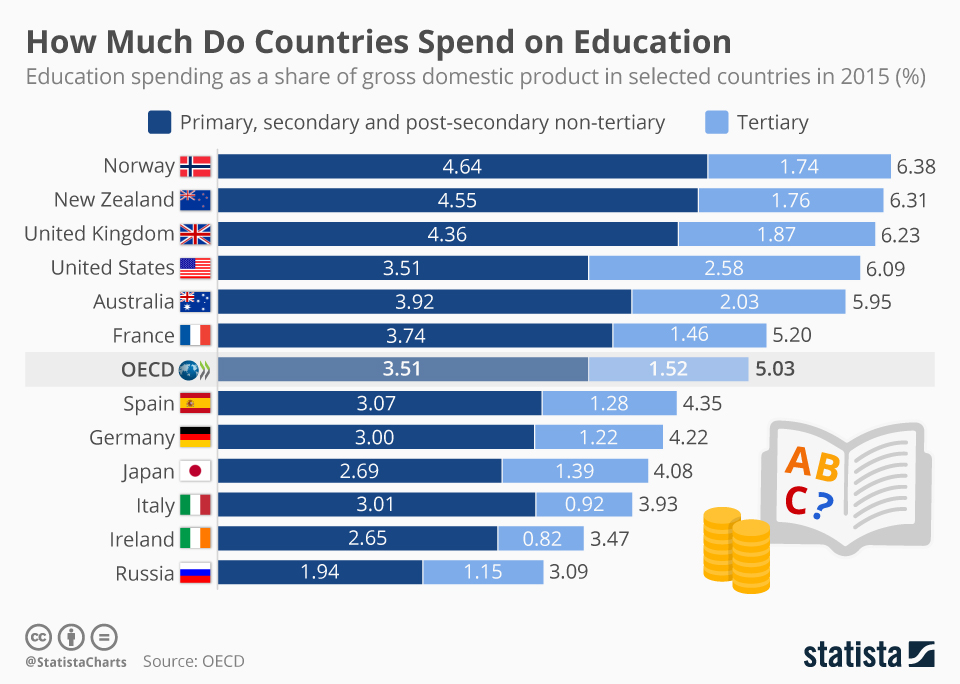 How Much Do Countries Spend on Education
Education spending as a share of gross domestic product in selected countries in 2015 (%)
Primary, secondary and post-secondary non-tertiary Tertiary
Norway 4.64 1.74 6.38
New Zealand 4.55 1.76 6.31
United Kingdom 4.36 1.87 6.23
United States 3.51 2.58 6.09
Australia 3.92 2.03 5.95
France 3.74 1.46 5.20
OECD 3.51 1.52 5.03
Spain 3.07 1.28 4.35
Germany 3.00 1.22 4.22
Japan 2.69 1.39 4.08
Italy 3.01 0.92 3.93
Ireland 2.65 0.82 3.47
Russia 1.94 1.15 3.09
A B
C ?
cc
@StatistaCharts Source: OECD
statista